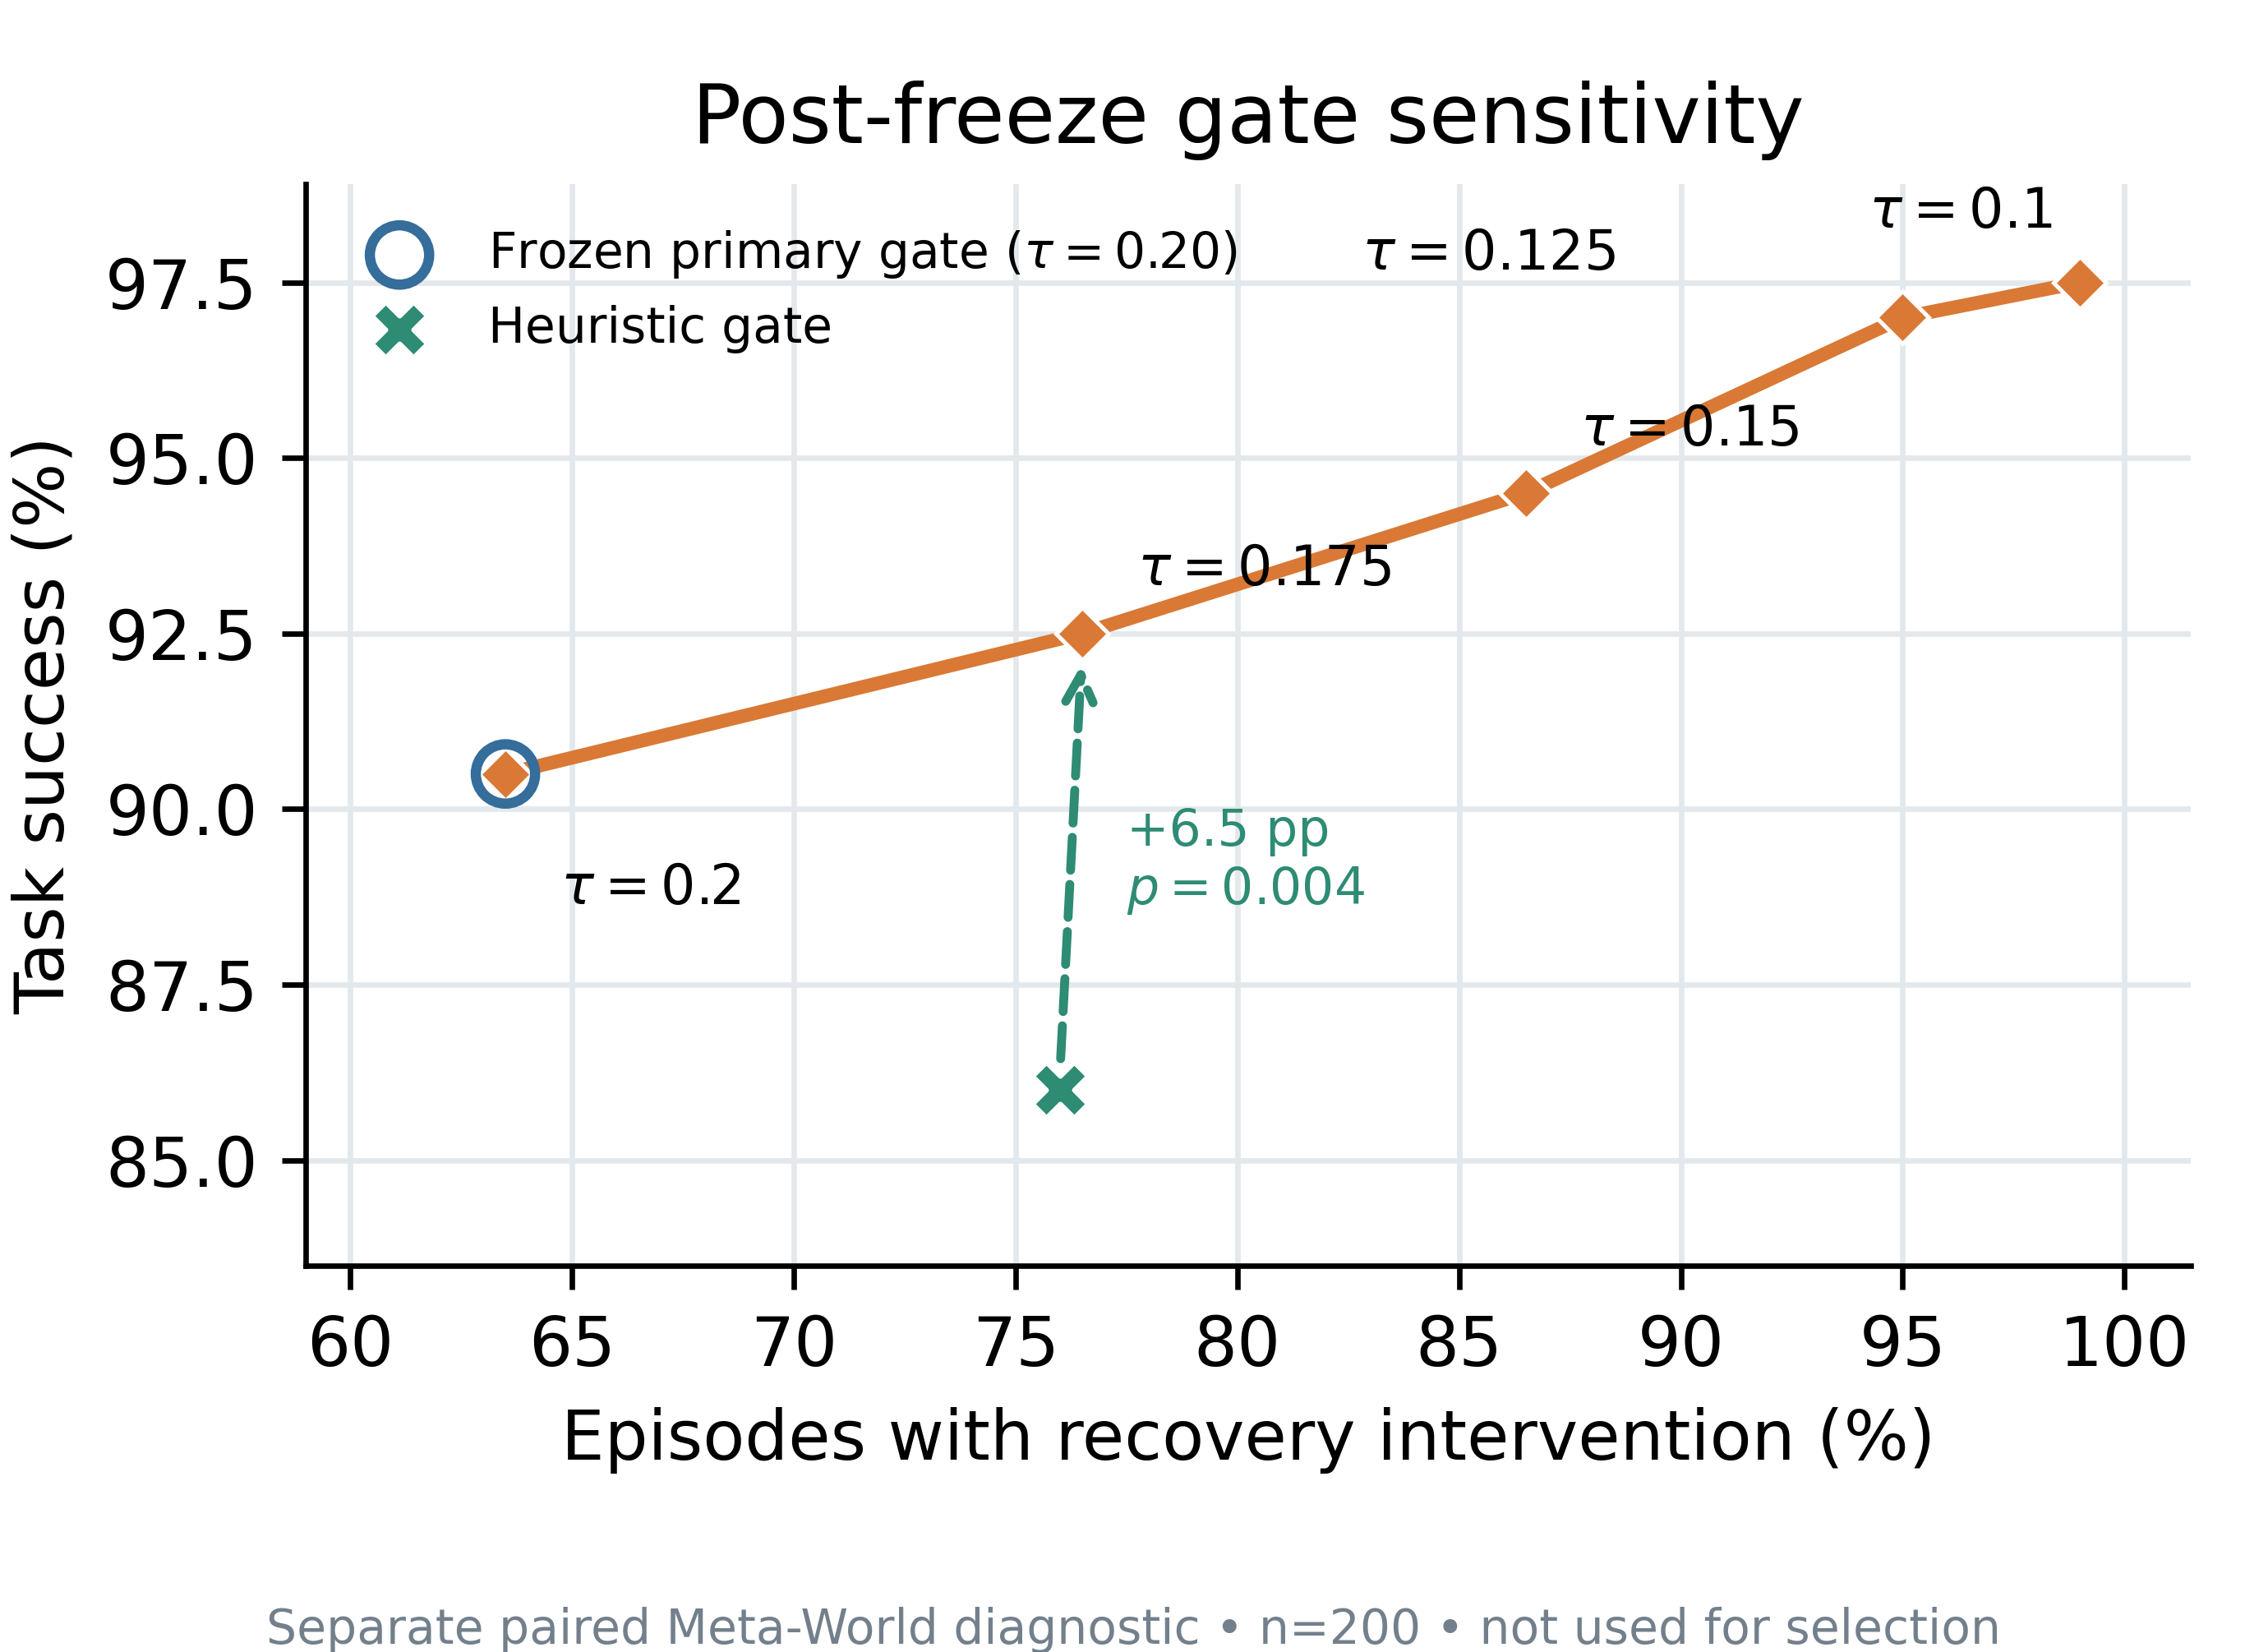 Post-freeze gate sensitivity
Frozen primary gate (τ = 0.20)
Heuristic gate
τ = 0.1
τ = 0.125
τ = 0.15
τ = 0.175
τ = 0.2
+6.5 pp
p = 0.004
Task success (%)
97.5
95.0
92.5
90.0
87.5
85.0
60 65 70 75 80 85 90 95 100
Episodes with recovery intervention (%)
Separate paired Meta-World diagnostic • n=200 • not used for selection